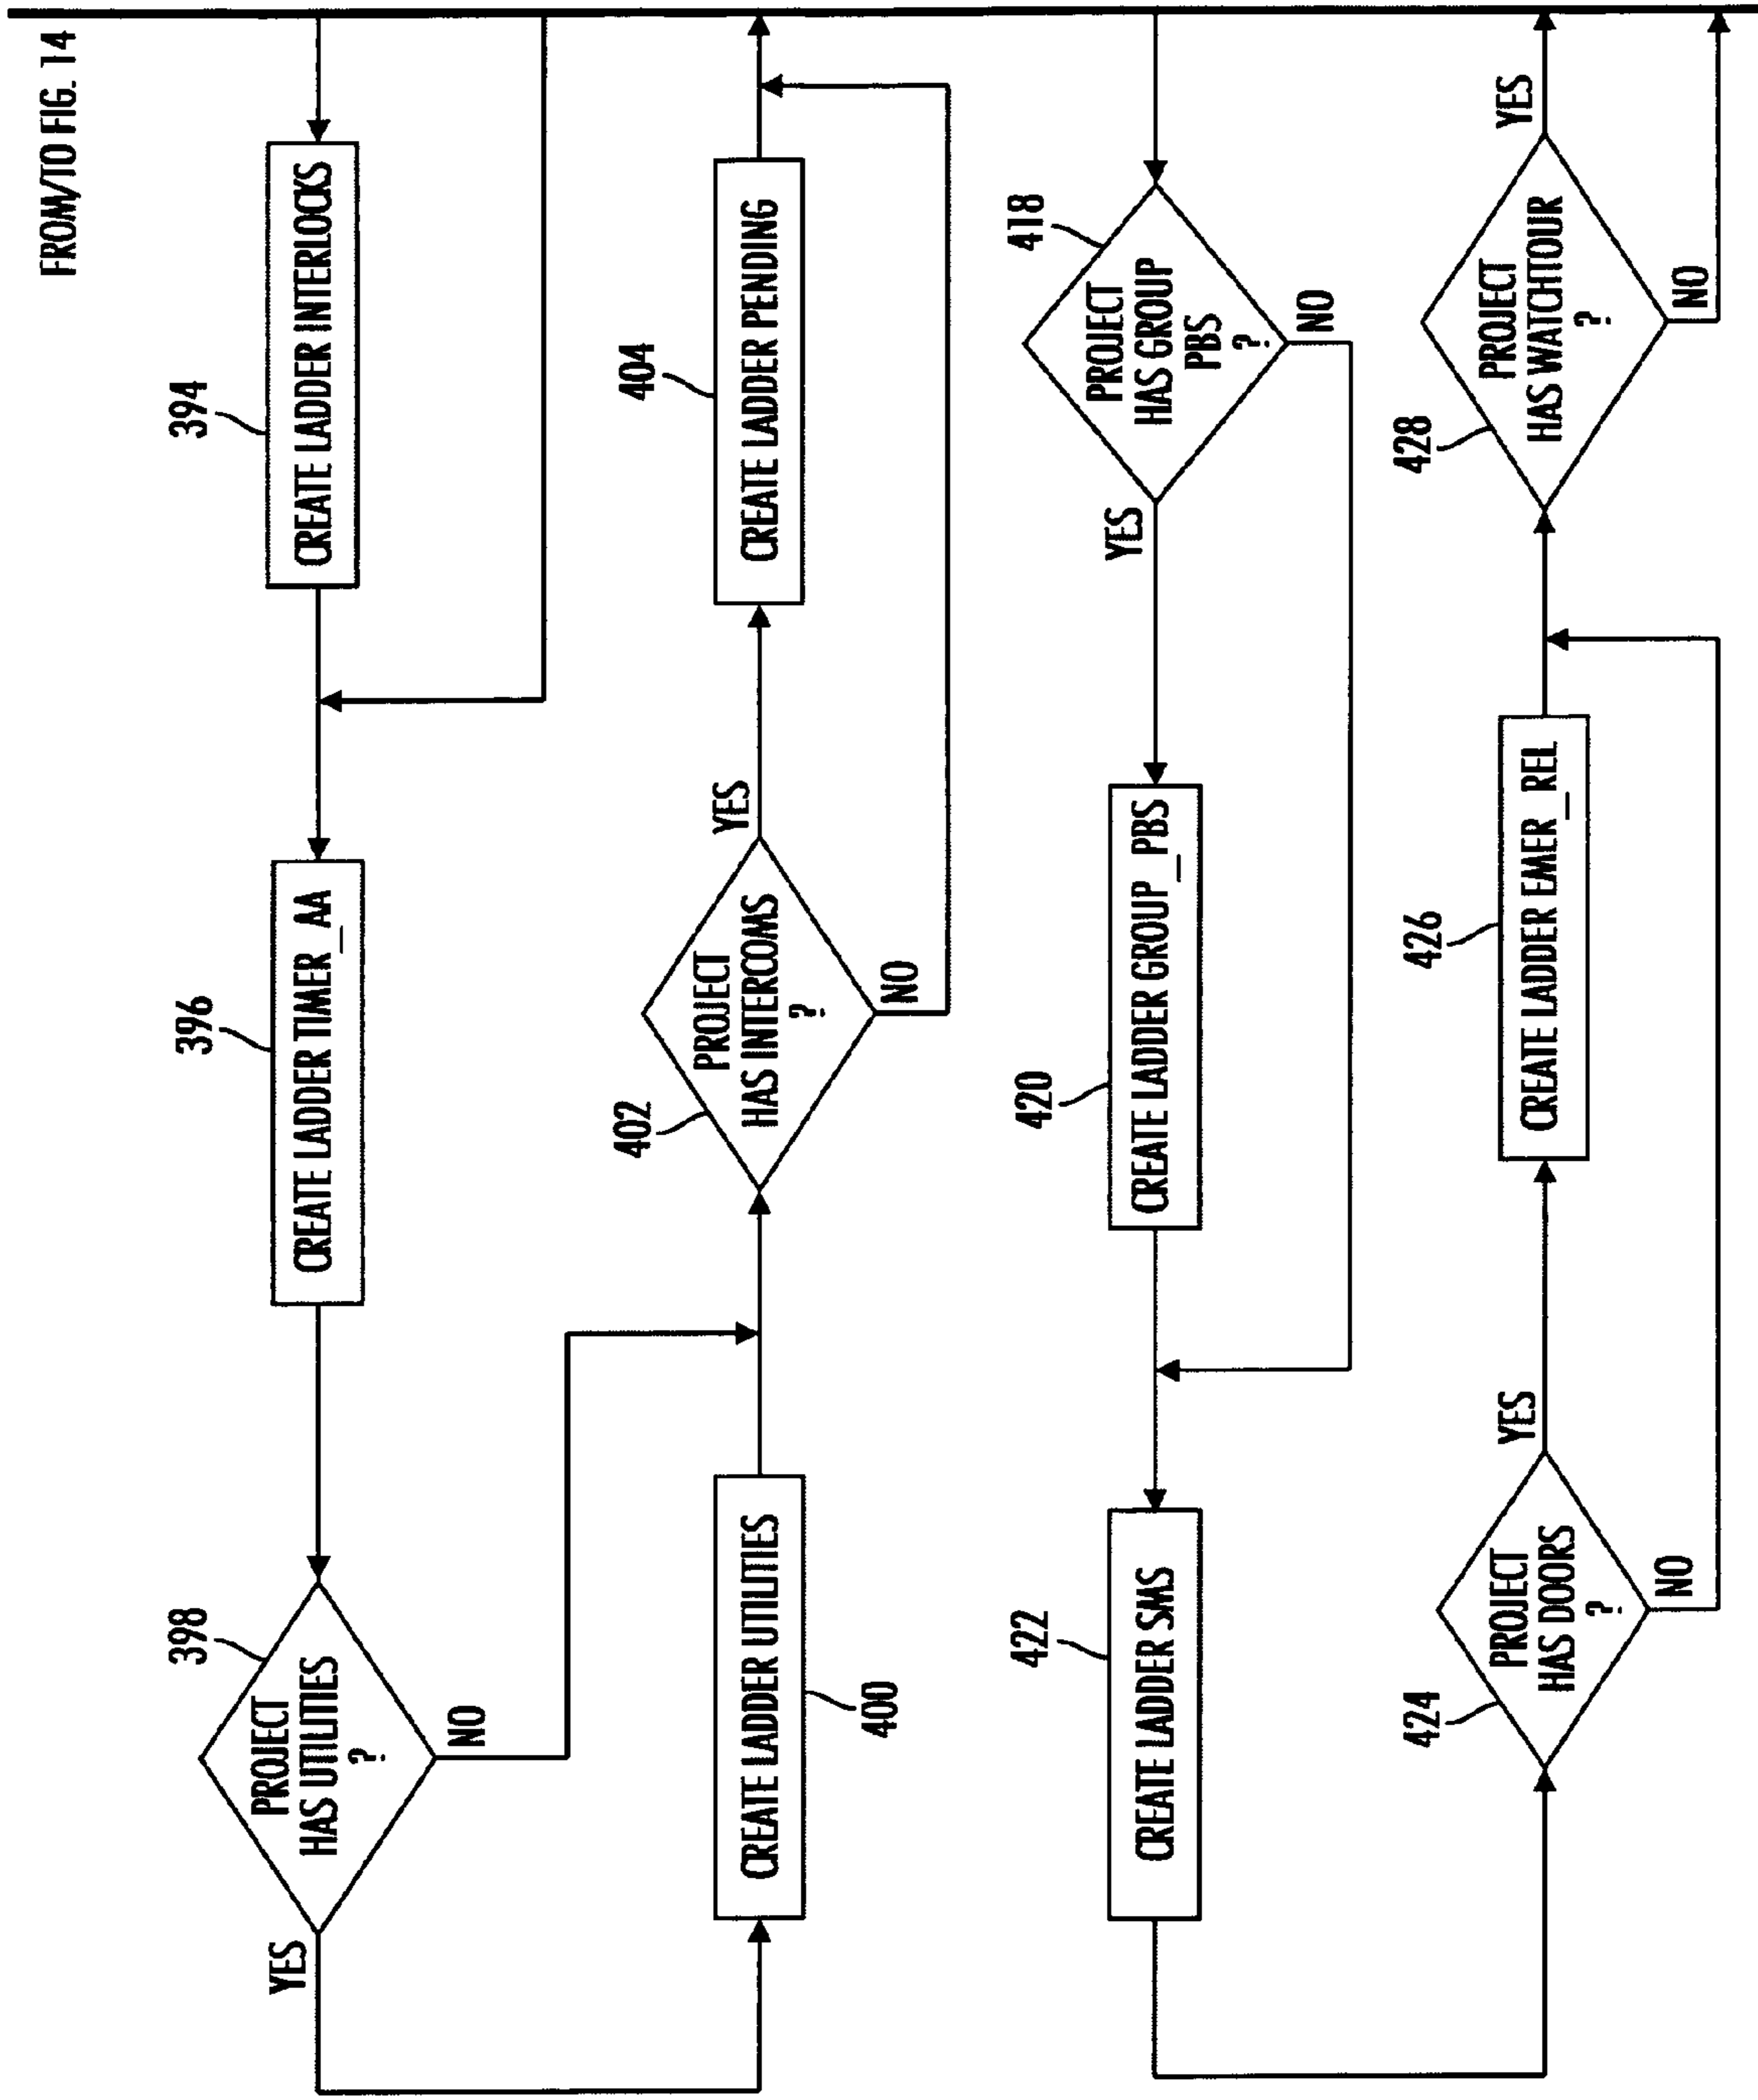 FROM/TO FIG. 14
394
CREATE LADDER INTERLOCKS
396
CREATE LADDER TIMER_AA
398
PROJECT
HAS UTILITIES
?
YES
NO
400
CREATE LADDER UTILITIES
402
PROJECT
HAS INTERCOMS
?
YES
NO
404
CREATE LADDER PENDING
418
PROJECT
HAS GROUP
PBS
?
YES
NO
420
CREATE LADDER GROUP_PBS
422
CREATE LADDER SMS
424
PROJECT
HAS DOORS
?
YES
NO
426
CREATE LADDER EMER_REL
428
PROJECT
HAS WATCHTOUR
?
YES
NO